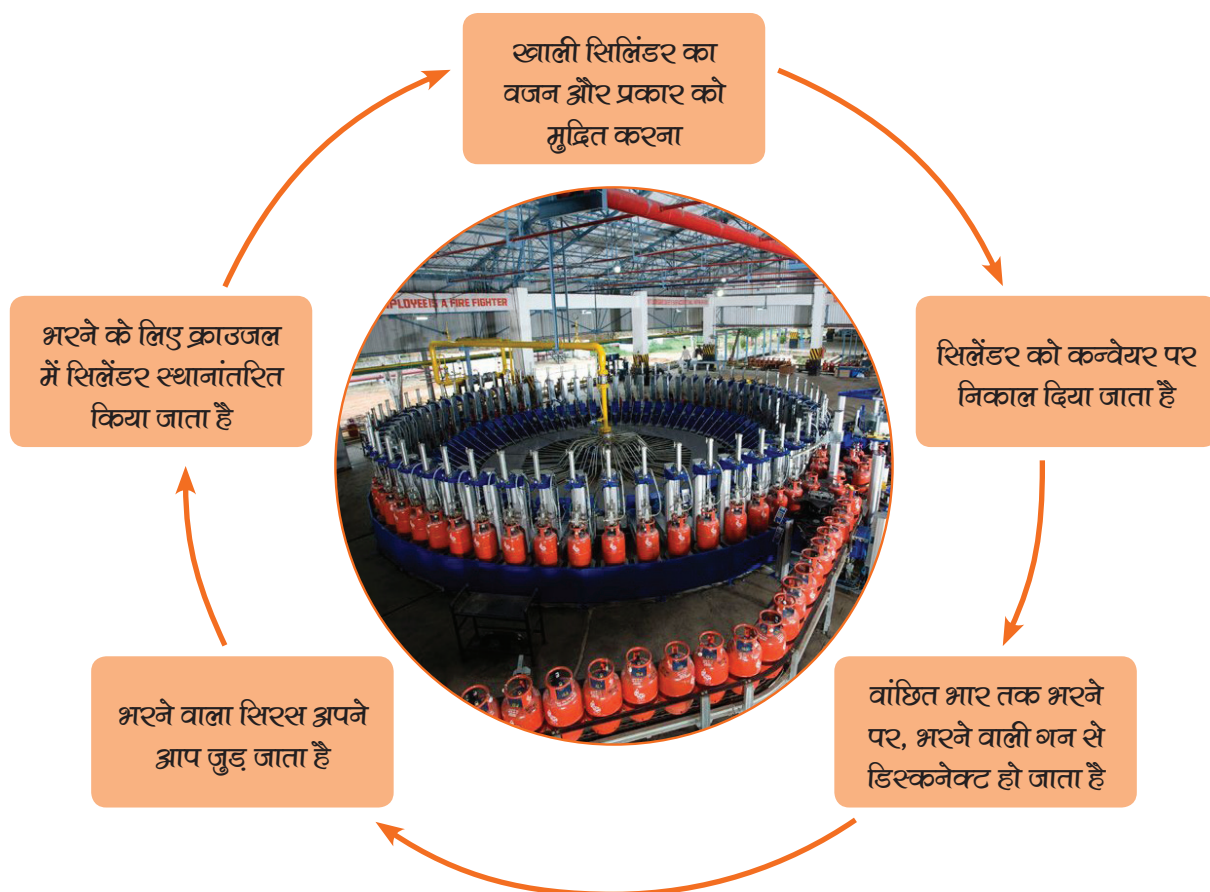 खाली सिलिंडर का
वजन और प्रकार को
मुद्रित करना
सिलेंडर को कन्वेयर पर
निकाल दिया जाता है
वांछित भार तक भरने
पर, भरने वाली गन से
डिस्कनेक्ट हो जाता है
भरने वाला सिरस अपने
आप जुड़ जाता है
भरने के लिए क्राउजल
में सिलेंडर स्थानांतरित
किया जाता है
MPLOYEE IS A FIRE FIGHTER